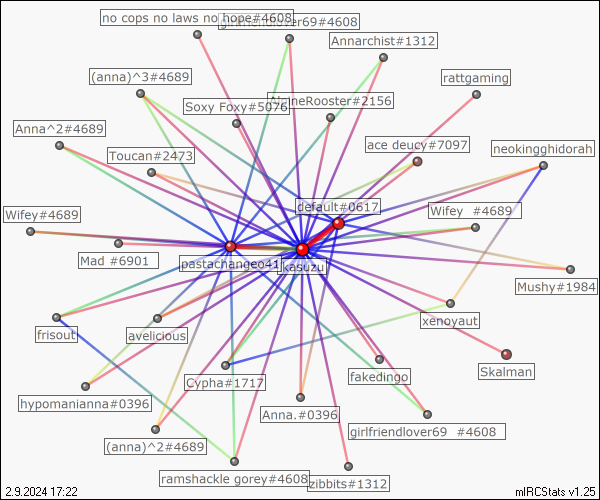 no cops no laws no hope#4608
girlfriendlover69#4608
Annarchist#1312
(anna)^3#4689
rattgaming
Soxy Foxy#5076
AlpineRooster#2156
Anna^2#4689
Toucan#2473
ace deucy#7097
neokingghidorah
default#0617
Wifey#4689
Wifey #4689
Mad #6901
pastachangeo41
kasuzu
Mushy#1984
frisout
avelicious
xenoyaut
Cypha#1717
fakedingo
Skalman
hypomanianna#0396
Anna.#0396
(anna)^2#4689
girlfriendlover69 #4608
ramshackle gorey#4608
zibbits#1312
2.9.2024 17:22
mIRCStats v1.25